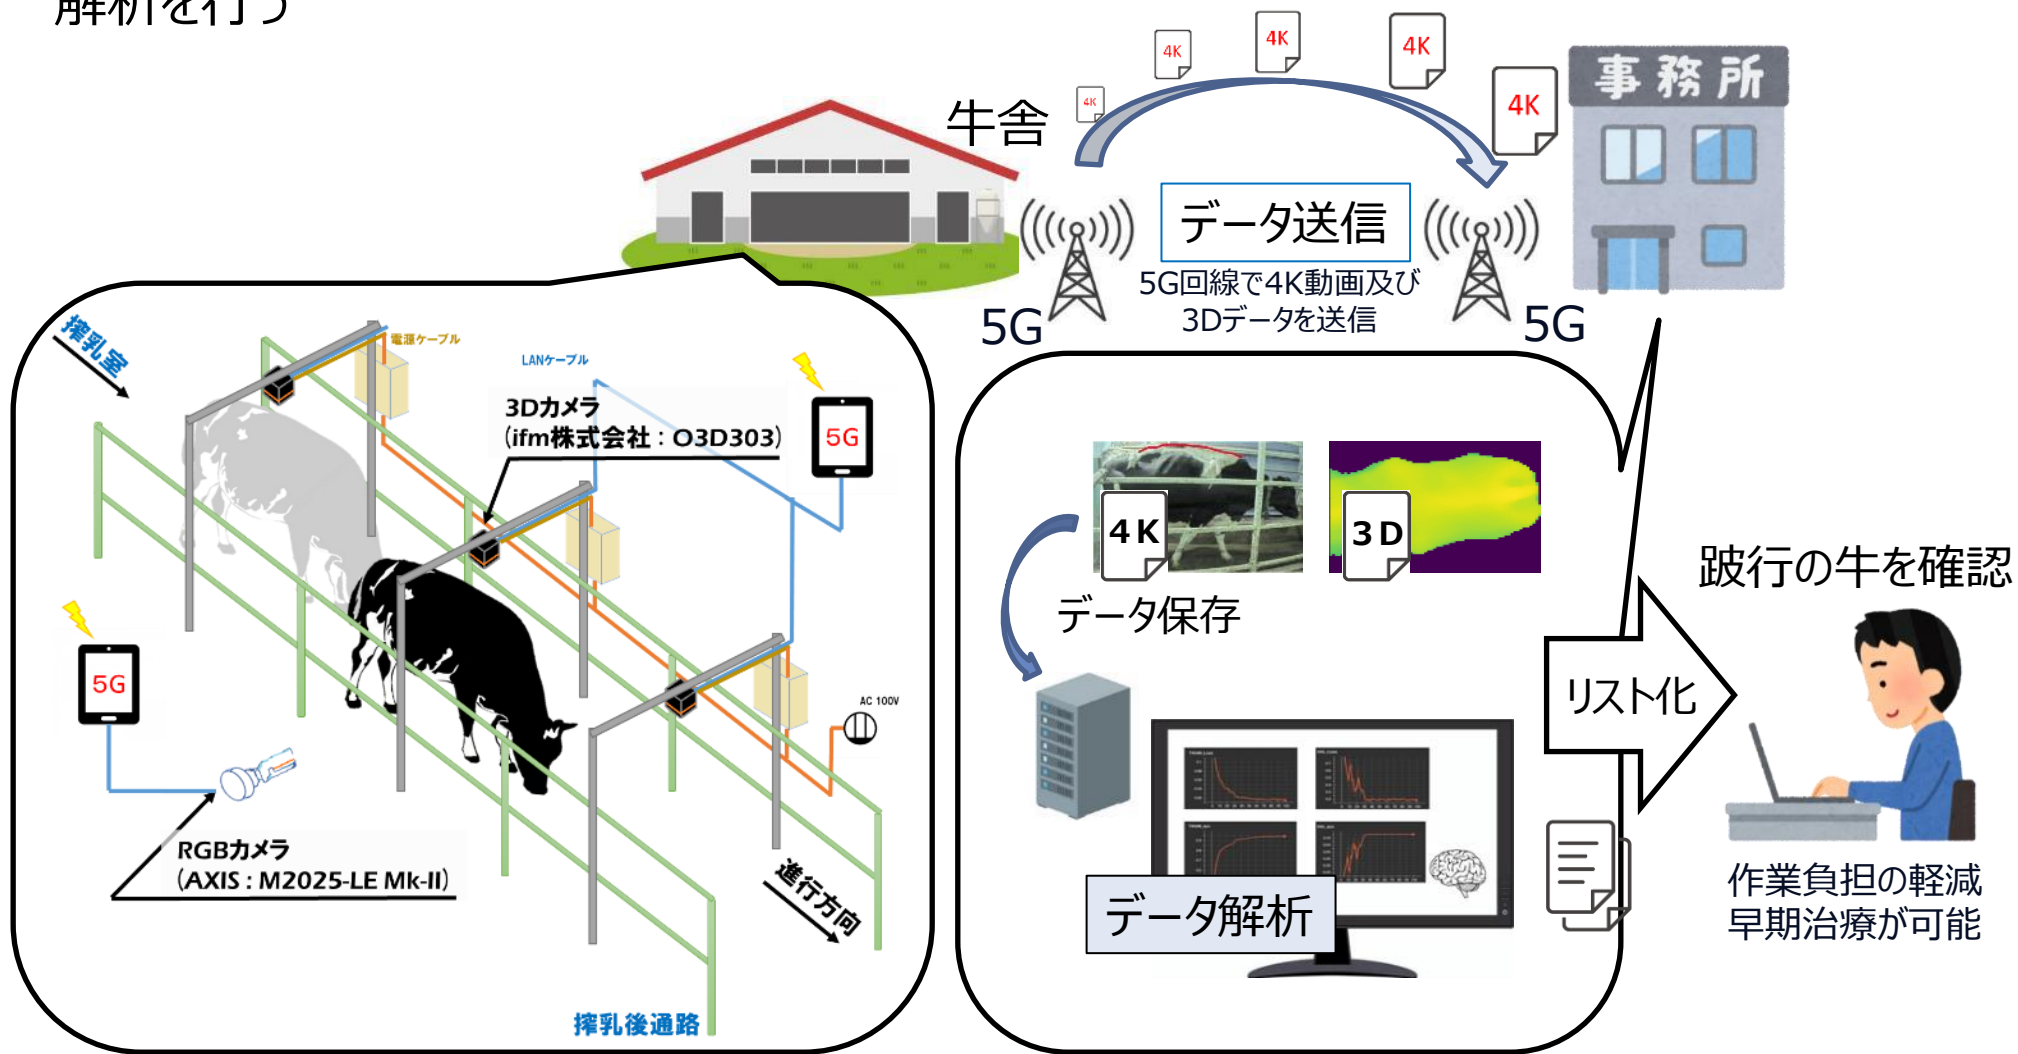 解析を行う
4K
4K
4K
4K
4K
事務所
牛舎
データ送信
5G回線で4K動画及び
3Dデータを送信
5G
5G
搾乳室
電源ケーブル
LANケーブル
3Dカメラ
(ifm株式会社:O3D303)
5G
5G
AC 100V
RGBカメラ
(AXIS:M2025-LE Mk-II)
進行方向
搾乳後通路
4K
3D
データ保存
データ解析
リスト化
跛行の牛を確認
作業負担の軽減
早期治療が可能